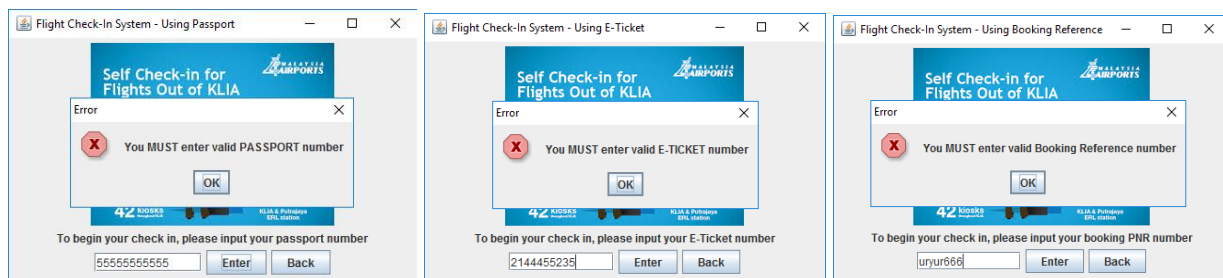 Flight Check-In System - Using Passport
Self Check-in for
MALAYSIA
AIRPORTS
Flights Out of KLIA
Error
You MUST enter valid PASSPORT number
OK
42 KIOSKS
KLIA & Putrajaya
ERL station
To begin your check in, please input your passport number
55555555555
Enter
Back
Flight Check-In System - Using E-Ticket
Self Check-in for
MALAYSIA
AIRPORTS
Flights Out of KLIA
Error
You MUST enter valid E-TICKET number
OK
42 KIOSKS
KLIA & Putrajaya
ERL station
To begin your check in, please input your E-Ticket number
2144455235
Enter
Back
Flight Check-In System - Using Booking Reference
Self Check-in for
MALAYSIA
AIRPORTS
Flights Out of KLIA
Error
You MUST enter valid Booking Reference number
OK
42 KIOSKS
KLIA & Putrajaya
ERL station
To begin your check in, please input your booking PNR number
uryur666
Enter
Back